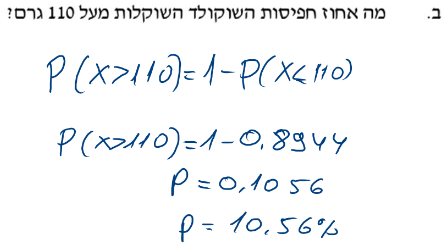 ב. מה אחוז חפיסות השוקולד השוקלות מעל 110 גרם?
P(x>110)=1-P(x<110)
P(x>110)=1-0.8944
P=0.1056
P=10.56%